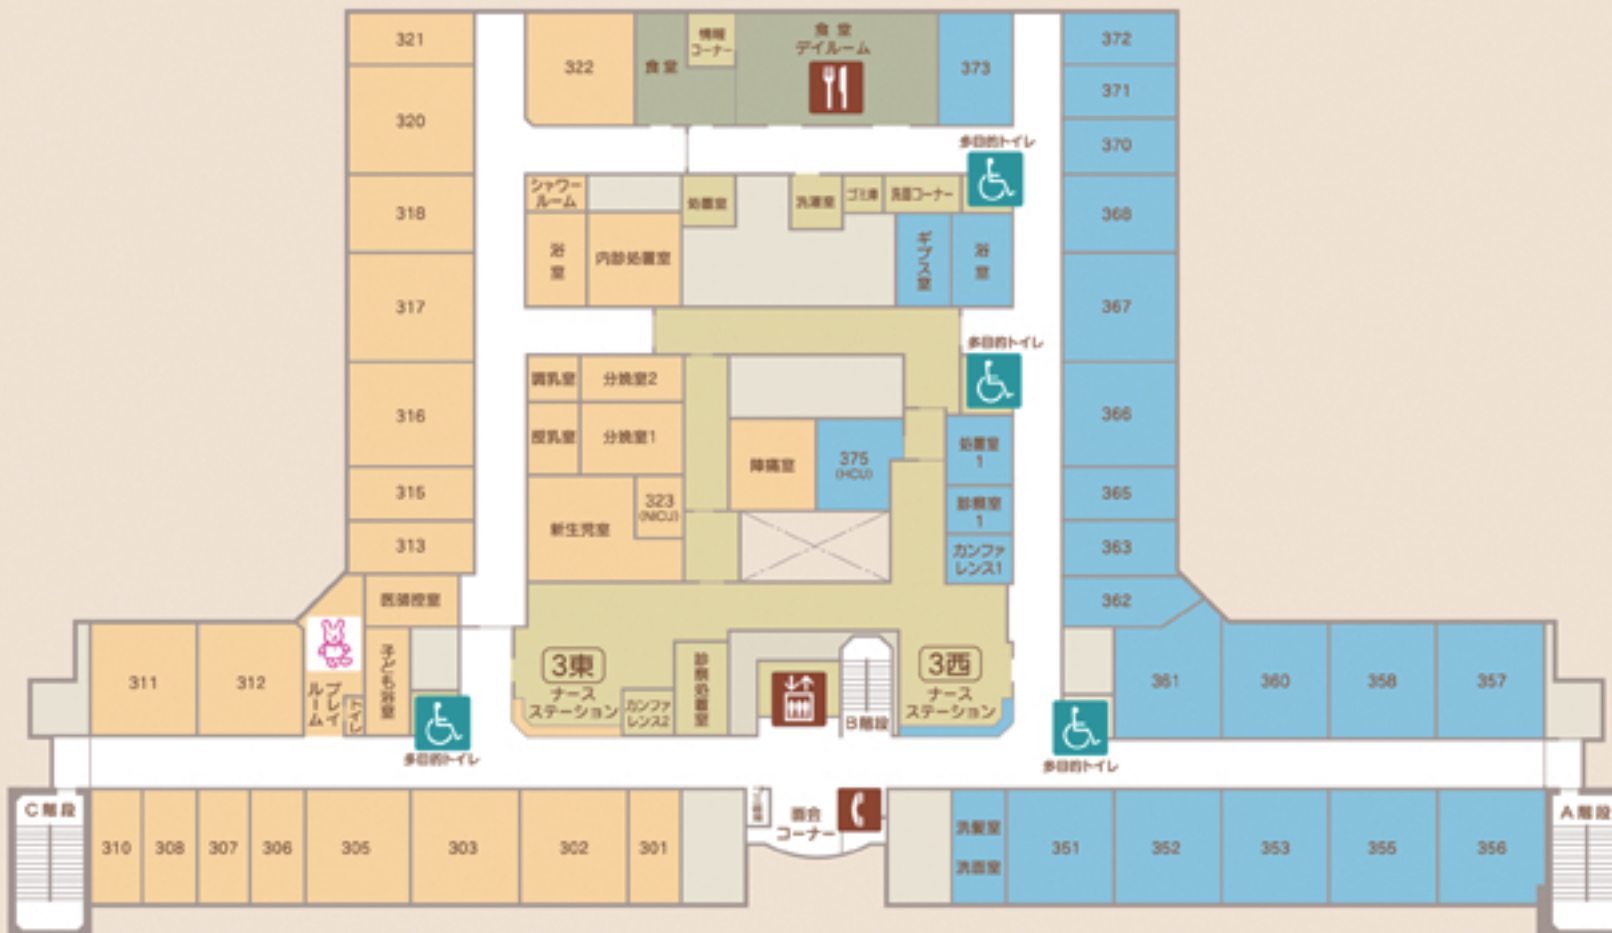 321
322
食堂
情報
コーナー
食堂
デイルーム
373
372
320
371
370
多目的トイレ
シャワー
ルーム
処置室
洗濯室
ゴミ庫
洗面コーナー
318
368
浴室
内診処置室
ギプス室
浴室
317
367
多目的トイレ
調乳室
分娩室2
316
366
授乳室
分娩室1
陣痛室
375
(HCU)
処置室
1
315
323
(NICU)
新生児室
診察室
1
365
313
カンファ
レンス1
363
医師控室
362
311
312
プレイ
ルーム
トイレ
子ども浴室
3東
ナース
ステーション
カンファ
レンス2
診察処置室
B階段
3西
ナース
ステーション
361
360
358
357
多目的トイレ
多目的トイレ
C階段
310
308
307
306
305
303
302
301
面会
コーナー
洗髪室
洗面室
351
352
353
355
356
A階段